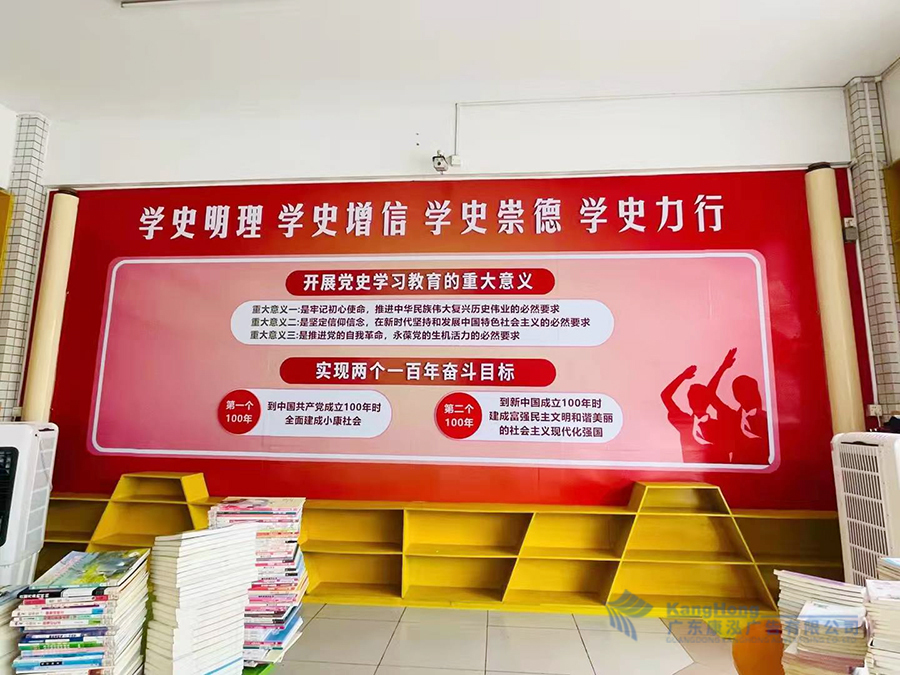 学史明理 学史增信 学史崇德 学史力行
开展党史学习教育的重大意义
重大意义一:是牢记初心使命，推进中华民族伟大复兴历史伟业的必然要求
重大意义二:是坚定信仰信念，在新时代坚持和发展中国特色社会主义的必然要求
重大意义三:是推进党的自我革命，永葆党的生机活力的必然要求
实现两个一百年奋斗目标
第一个
100年
到中国共产党成立100年时
全面建成小康社会
第二个
100年
到新中国成立100年时
建成富强民主文明和谐美丽
的社会主义现代化强国
KangHong
广东康泓广告有限公司